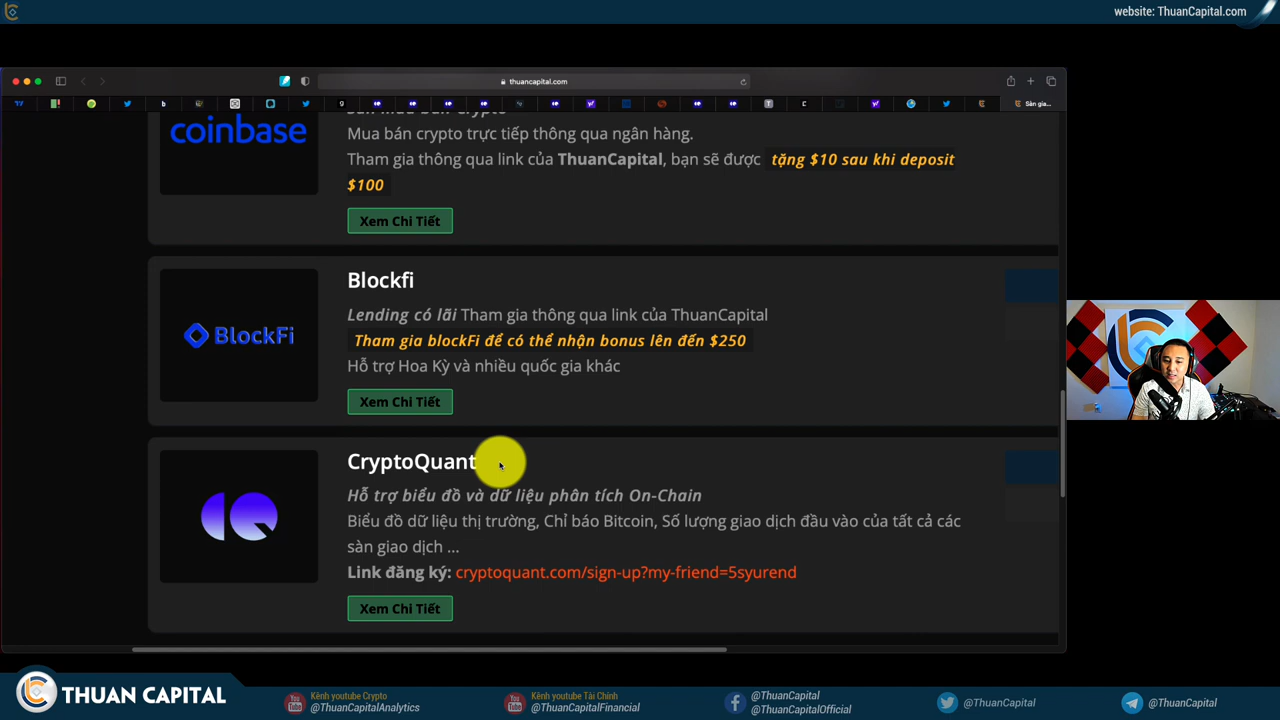 website: ThuanCapital.com
thuancapital.com
Sàn gia...
coinbase
Mua bán crypto trực tiếp thông qua ngân hàng.
Tham gia thông qua link của ThuanCapital, bạn sẽ được tặng $10 sau khi deposit
$100
Xem Chi Tiết
BlockFi
Blockfi
Lending có lãi Tham gia thông qua link của ThuanCapital
Tham gia blockFi để có thể nhận bonus lên đến $250
Hỗ trợ Hoa Kỳ và nhiều quốc gia khác
Xem Chi Tiết
CryptoQuant
Hỗ trợ biểu đồ và dữ liệu phân tích On-Chain
Biểu đồ dữ liệu thị trường, Chỉ báo Bitcoin, Số lượng giao dịch đầu vào của tất cả các
sàn giao dịch ...
Link đăng ký: cryptoquant.com/sign-up?my-friend=5syurend
Xem Chi Tiết
THUAN CAPITAL
Kênh youtube Crypto
@ThuanCapitalAnalytics
Kênh youtube Tài Chính
@ThuanCapitalFinancial
@ThuanCapital
@ThuanCapitalOfficial
@ThuanCapital
@ThuanCapital